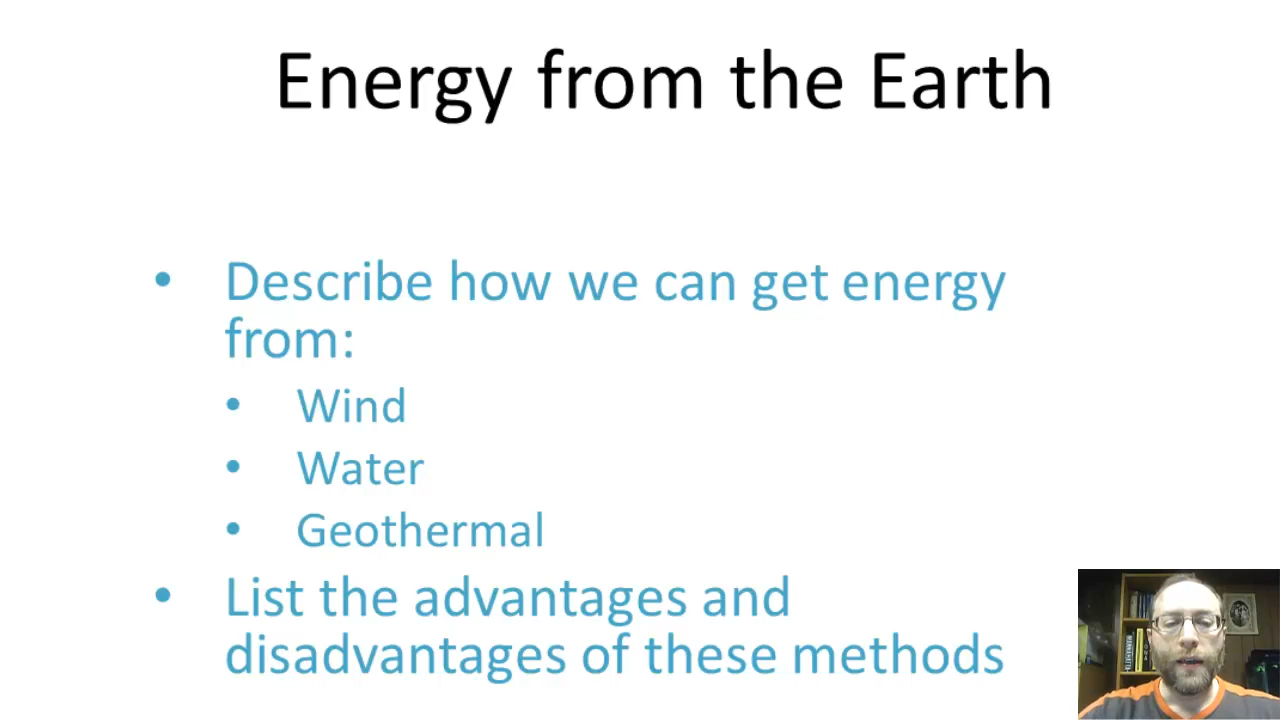 Energy from the Earth
• Describe how we can get energy
from:
• Wind
• Water
• Geothermal
• List the advantages and
disadvantages of these methods